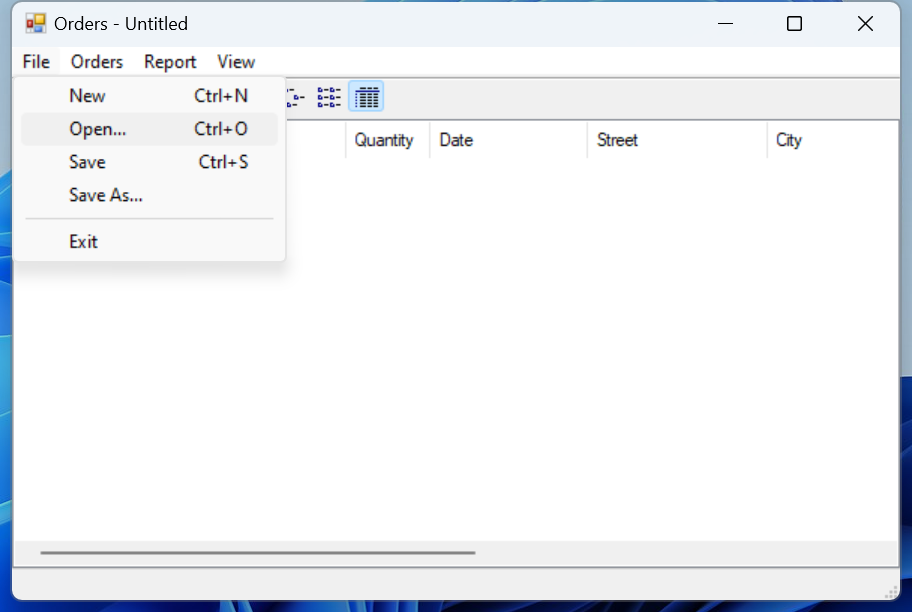 Orders - Untitled
File Orders Report View
New Ctrl+N
Open... Ctrl+O
Save Ctrl+S
Save As...
Exit
Quantity Date Street City